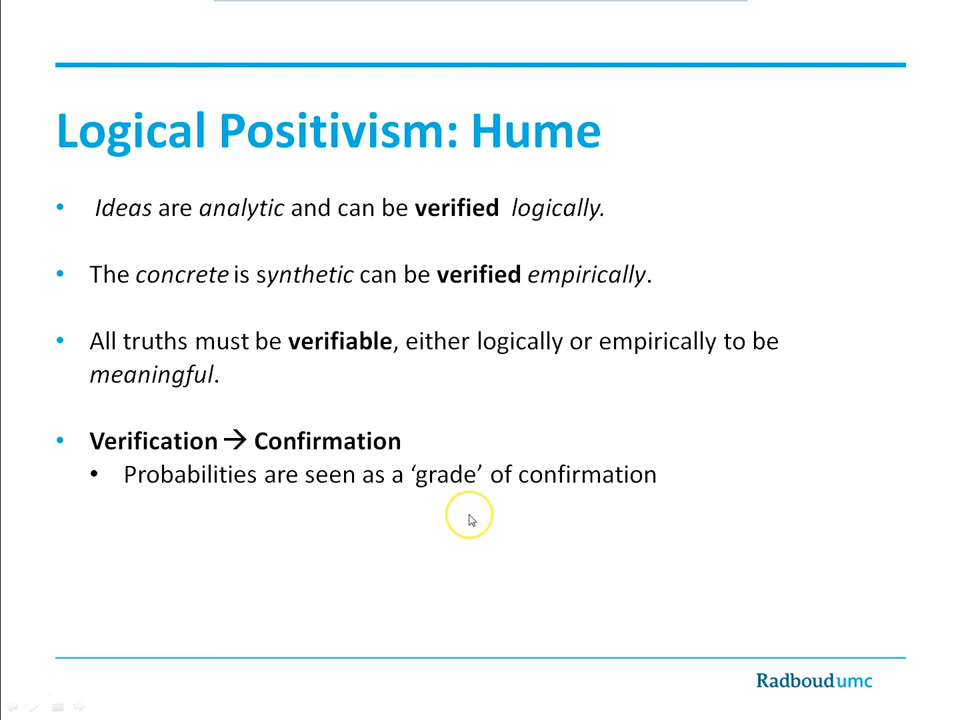 Logical Positivism: Hume
• Ideas are analytic and can be verified logically.
• The concrete is synthetic can be verified empirically.
• All truths must be verifiable, either logically or empirically to be
meaningful.
• Verification → Confirmation
• Probabilities are seen as a ‘grade’ of confirmation
Radboudumc